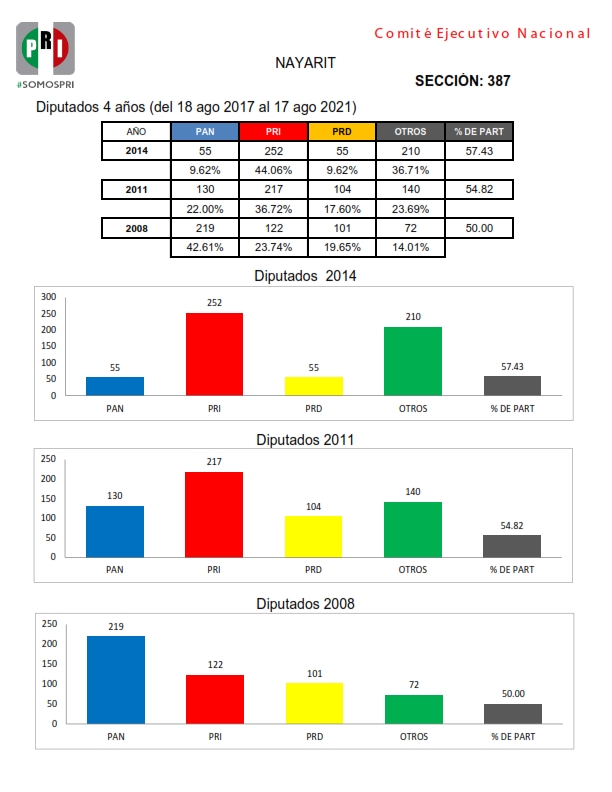 Comité Ejecutivo Nacional
PRI
#SOMOSPRI
NAYARIT
SECCIÓN: 387
Diputados 4 años (del 18 ago 2017 al 17 ago 2021)
AÑO PAN PRI PRD OTROS % DE PART
2014 55 252 55 210 57.43
9.62% 44.06% 9.62% 36.71%
2011 130 217 104 140 54.82
22.00% 36.72% 17.60% 23.69%
2008 219 122 101 72 50.00
42.61% 23.74% 19.65% 14.01%
Diputados 2014
300
250
200
150
100
50
0
55 252 55 210 57.43
PAN PRI PRD OTROS % DE PART
Diputados 2011
250
200
150
100
50
0
130 217 104 140 54.82
PAN PRI PRD OTROS % DE PART
Diputados 2008
250
200
150
100
50
0
219 122 101 72 50.00
PAN PRI PRD OTROS % DE PART